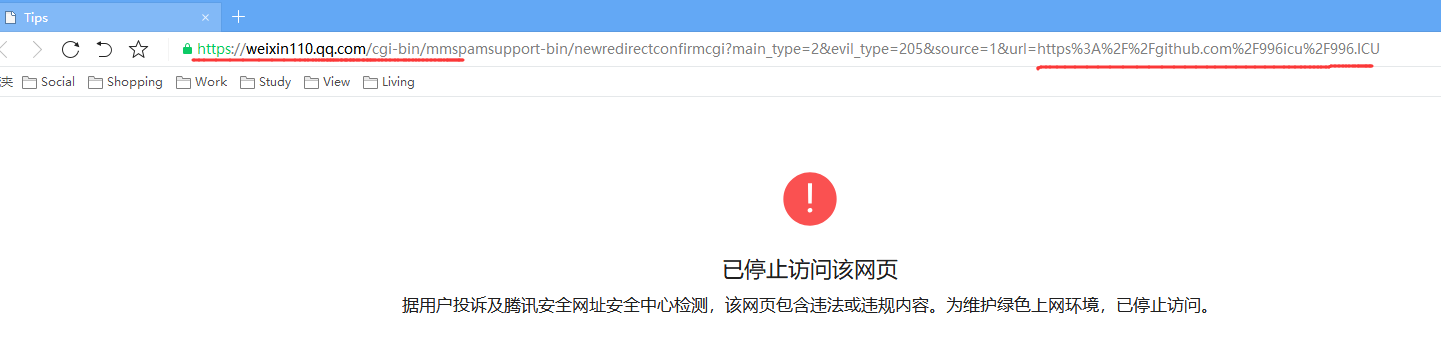 Tips
https://weixin110.qq.com/cgi-bin/mmspamsupport-bin/newredirectconfirmcgi?main_type=2&evil_type=205&source=1&url=https%3A%2F%2Fgithub.com%2F996icu%2F996.ICU
夹 Social Shopping Work Study View Living
已停止访问该网页
据用户投诉及腾讯安全网址安全中心检测，该网页包含违法或违规内容。为维护绿色上网环境，已停止访问。